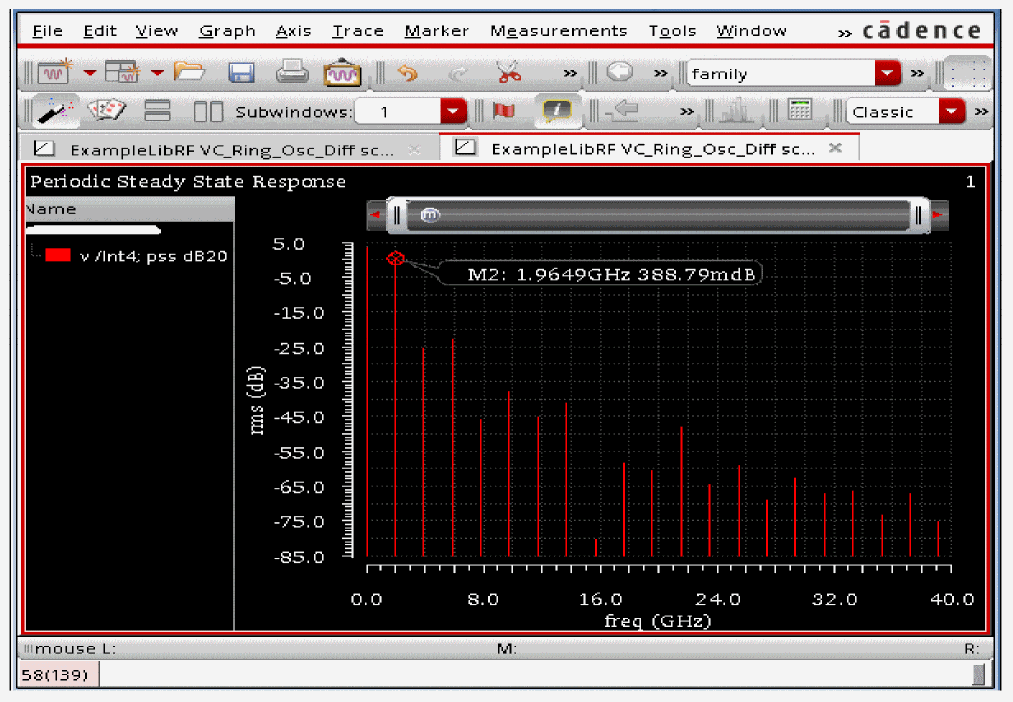 File Edit View Graph Axis Trace Marker Measurements Tools Window » cādence
» » family »
Subwindows: 1 » Classic »
ExampleLibRF VC_Ring_Osc_Diff sc... × ExampleLibRF VC_Ring_Osc_Diff sc... ×
Periodic Steady State Response 1
Name
v /Int4; pss dB20
M2: 1.9649GHz 388.79mdB
rms (dB)
5.0
-5.0
-15.0
-25.0
-35.0
-45.0
-55.0
-65.0
-75.0
-85.0
0.0 8.0 16.0 24.0 32.0 40.0
freq (GHz)
mouse L: M: R:
58(139)